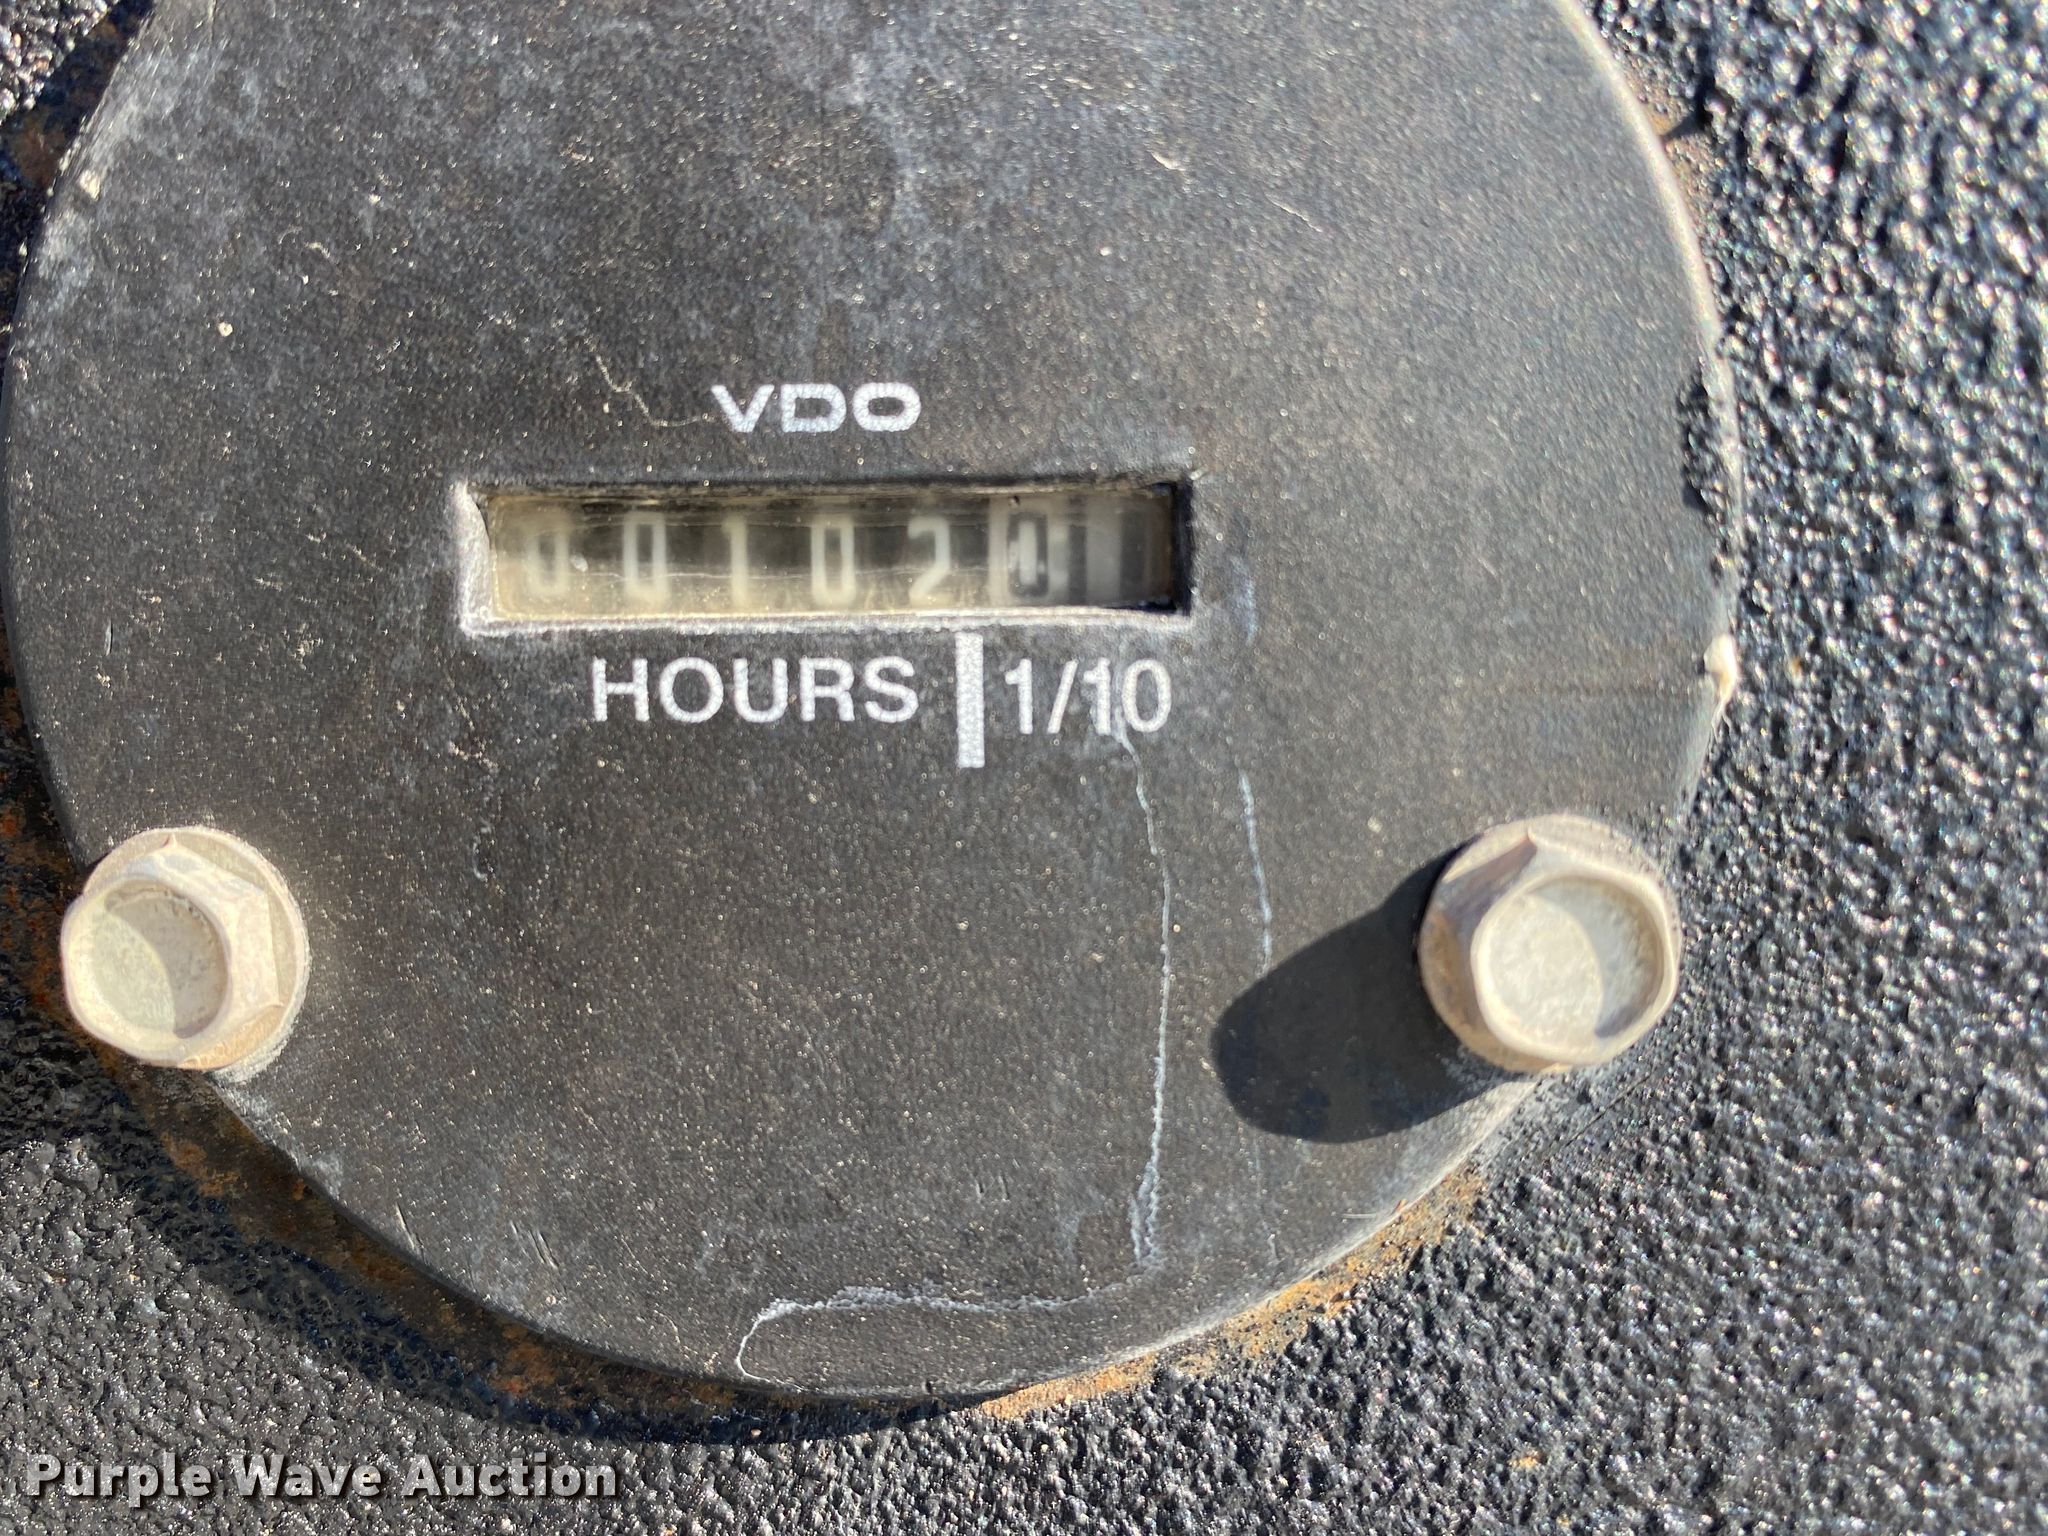 VDO
001020
HOURS 1/10
Purple Wave Auction